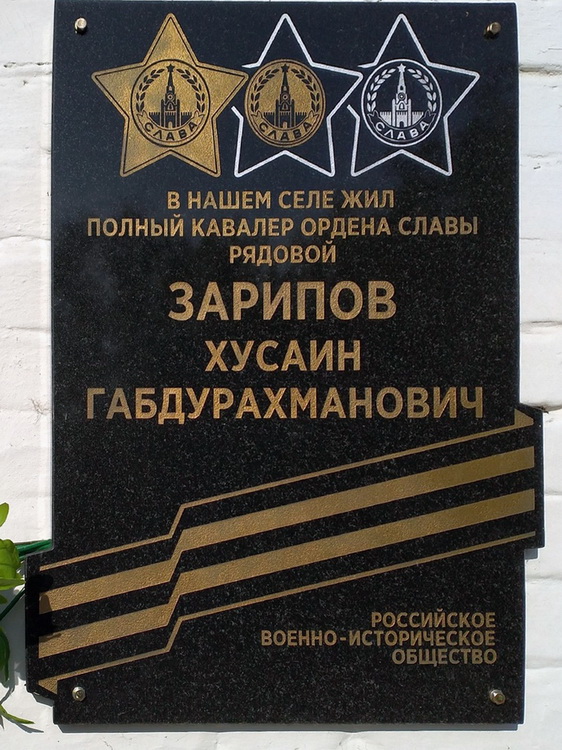 СЛАВА СЛАВА СЛАВА
В НАШЕМ СЕЛЕ ЖИЛ
ПОЛНЫЙ КАВАЛЕР ОРДЕНА СЛАВЫ
РЯДОВОЙ
ЗАРИПОВ
ХУСАИН
ГАБДУРАХМАНОВИЧ
РОССИЙСКОЕ
ВОЕННО-ИСТОРИЧЕСКОЕ
ОБЩЕСТВО